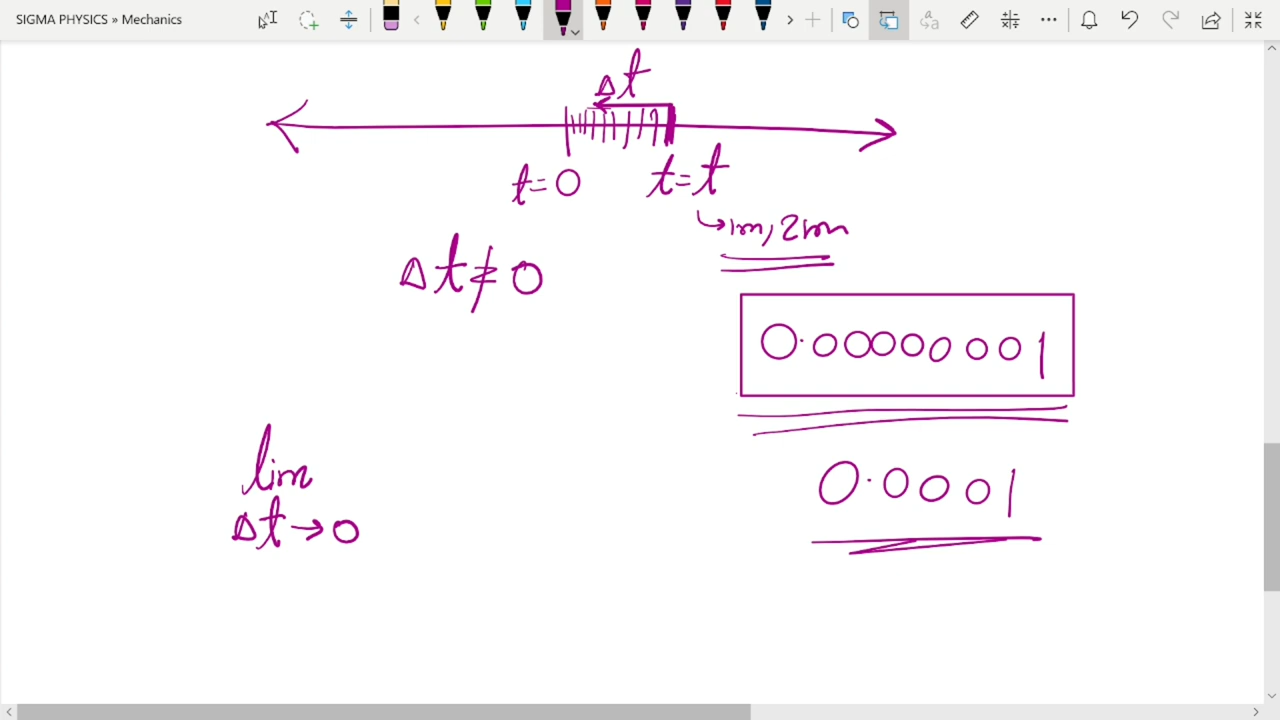 SIGMA PHYSICS » Mechanics
Δt
t=0
t=t
↳1m, 2m
Δt≠0
0.00000001
lim
Δt→0
0.0001